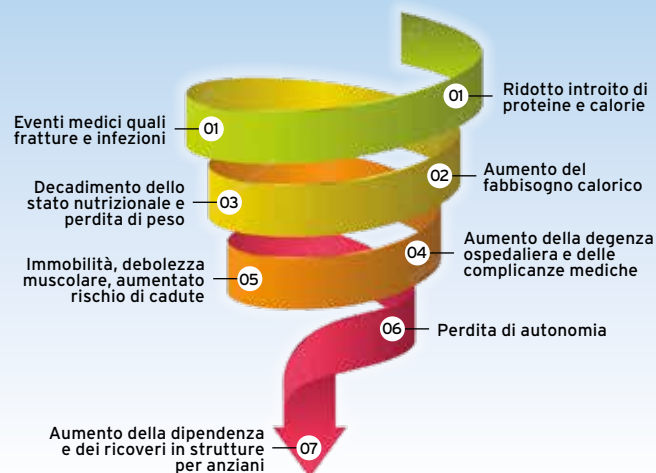 01
Ridotto introito di
proteine e calorie
01
Eventi medici quali
fratture e infezioni
02
Aumento del
fabbisogno calorico
03
Decadimento dello
stato nutrizionale e
perdita di peso
04
Aumento della degenza
ospedaliera e delle
complicanze mediche
05
Immobilità, debolezza
muscolare, aumentato
rischio di cadute
06
Perdita di autonomia
07
Aumento della dipendenza
e dei ricoveri in strutture
per anziani